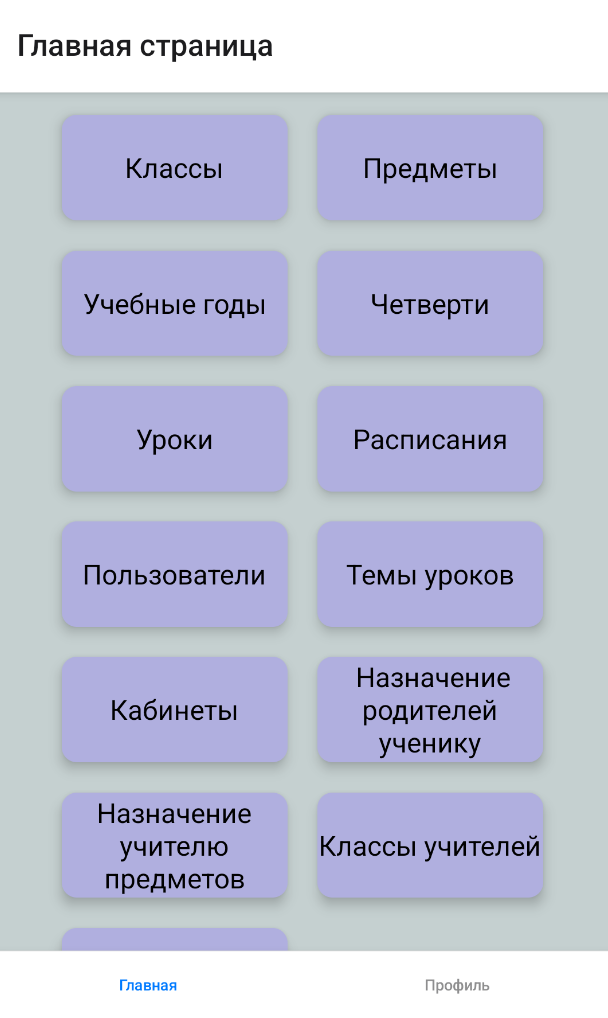 Главная страница
Классы
Предметы
Учебные годы
Четверти
Уроки
Расписания
Пользователи
Темы уроков
Кабинеты
Назначение
родителей
ученику
Назначение
учителю
предметов
Классы учителей
Главная
Профиль